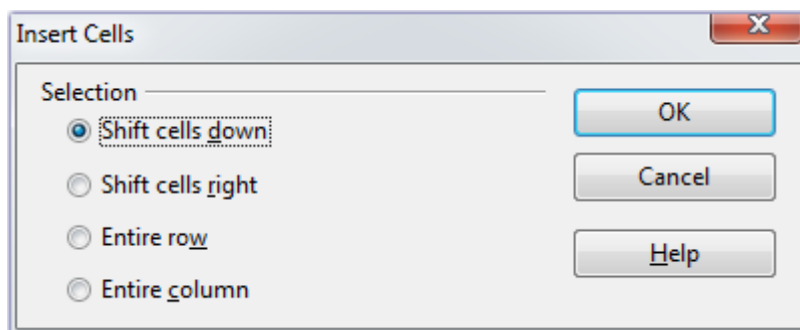 Insert Cells
Selection
Shift cells down
Shift cells right
Entire row
Entire column
OK
Cancel
Help